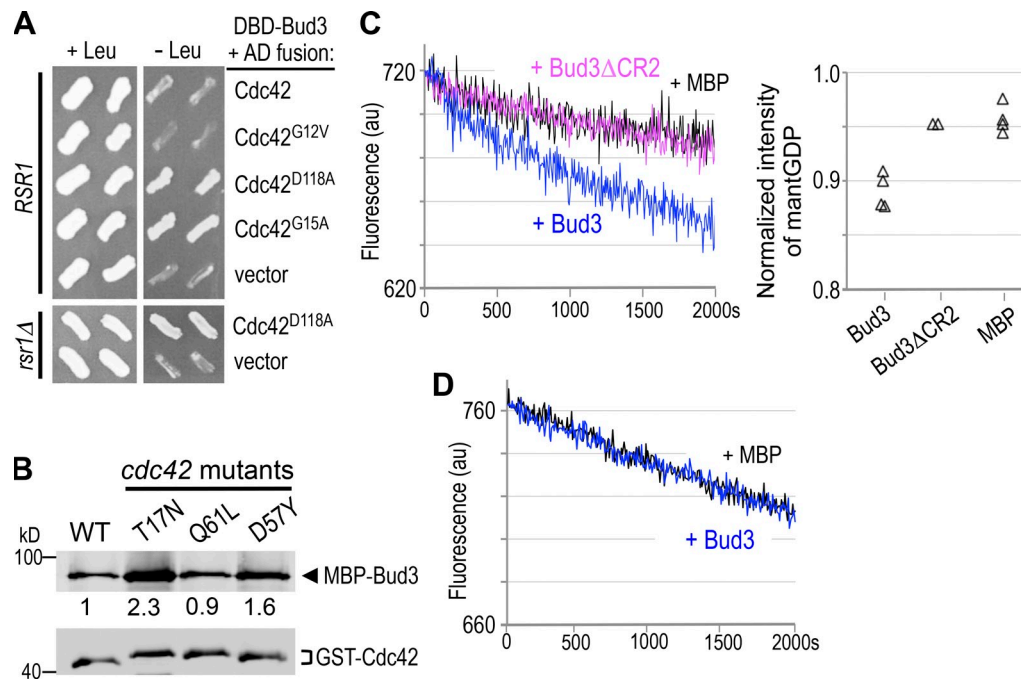 A
+ Leu
- Leu
DBD-Bud3
+ AD fusion:
RSR1
Cdc42
Cdc42G12V
Cdc42D118A
Cdc42G15A
vector
rsr1Δ
Cdc42D118A
vector
B
cdc42 mutants
kD
WT
T17N
Q61L
D57Y
100
MBP-Bud3
1
2.3
0.9
1.6
GST-Cdc42
40
C
Fluorescence (au)
720
620
+ Bud3ΔCR2
+ MBP
+ Bud3
0
500
1000
1500
2000s
Normalized intensity
of mantGDP
1.0
0.9
0.8
Bud3
Bud3ΔCR2
MBP
D
Fluorescence (au)
760
660
+ MBP
+ Bud3
0
500
1000
1500
2000s